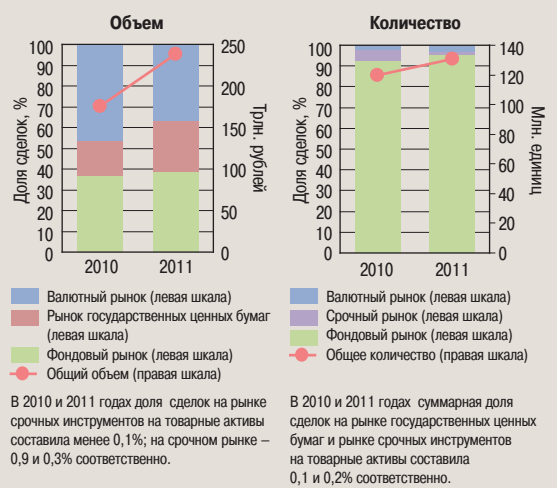 Объем
100
90
80
70
60
50
40
30
20
10
0
Доля сделок, %
250
200
150
100
50
0
Трлн. рублей
2010 2011
Валютный рынок (левая шкала)
Рынок государственных ценных бумаг
(левая шкала)
Фондовый рынок (левая шкала)
Общий объем (правая шкала)
В 2010 и 2011 годах доля сделок на рынке
срочных инструментов на товарные активы
составила менее 0,1%; на срочном рынке –
0,9 и 0,3% соответственно.
Количество
100
90
80
70
60
50
40
30
20
10
0
Доля сделок, %
140
120
100
80
60
40
20
0
Млн. единиц
2010 2011
Валютный рынок (левая шкала)
Срочный рынок (левая шкала)
Фондовый рынок (левая шкала)
Общее количество (правая шкала)
В 2010 и 2011 годах суммарная доля
сделок на рынке государственных ценных
бумаг и рынке срочных инструментов
на товарные активы составила
0,1 и 0,2% соответственно.